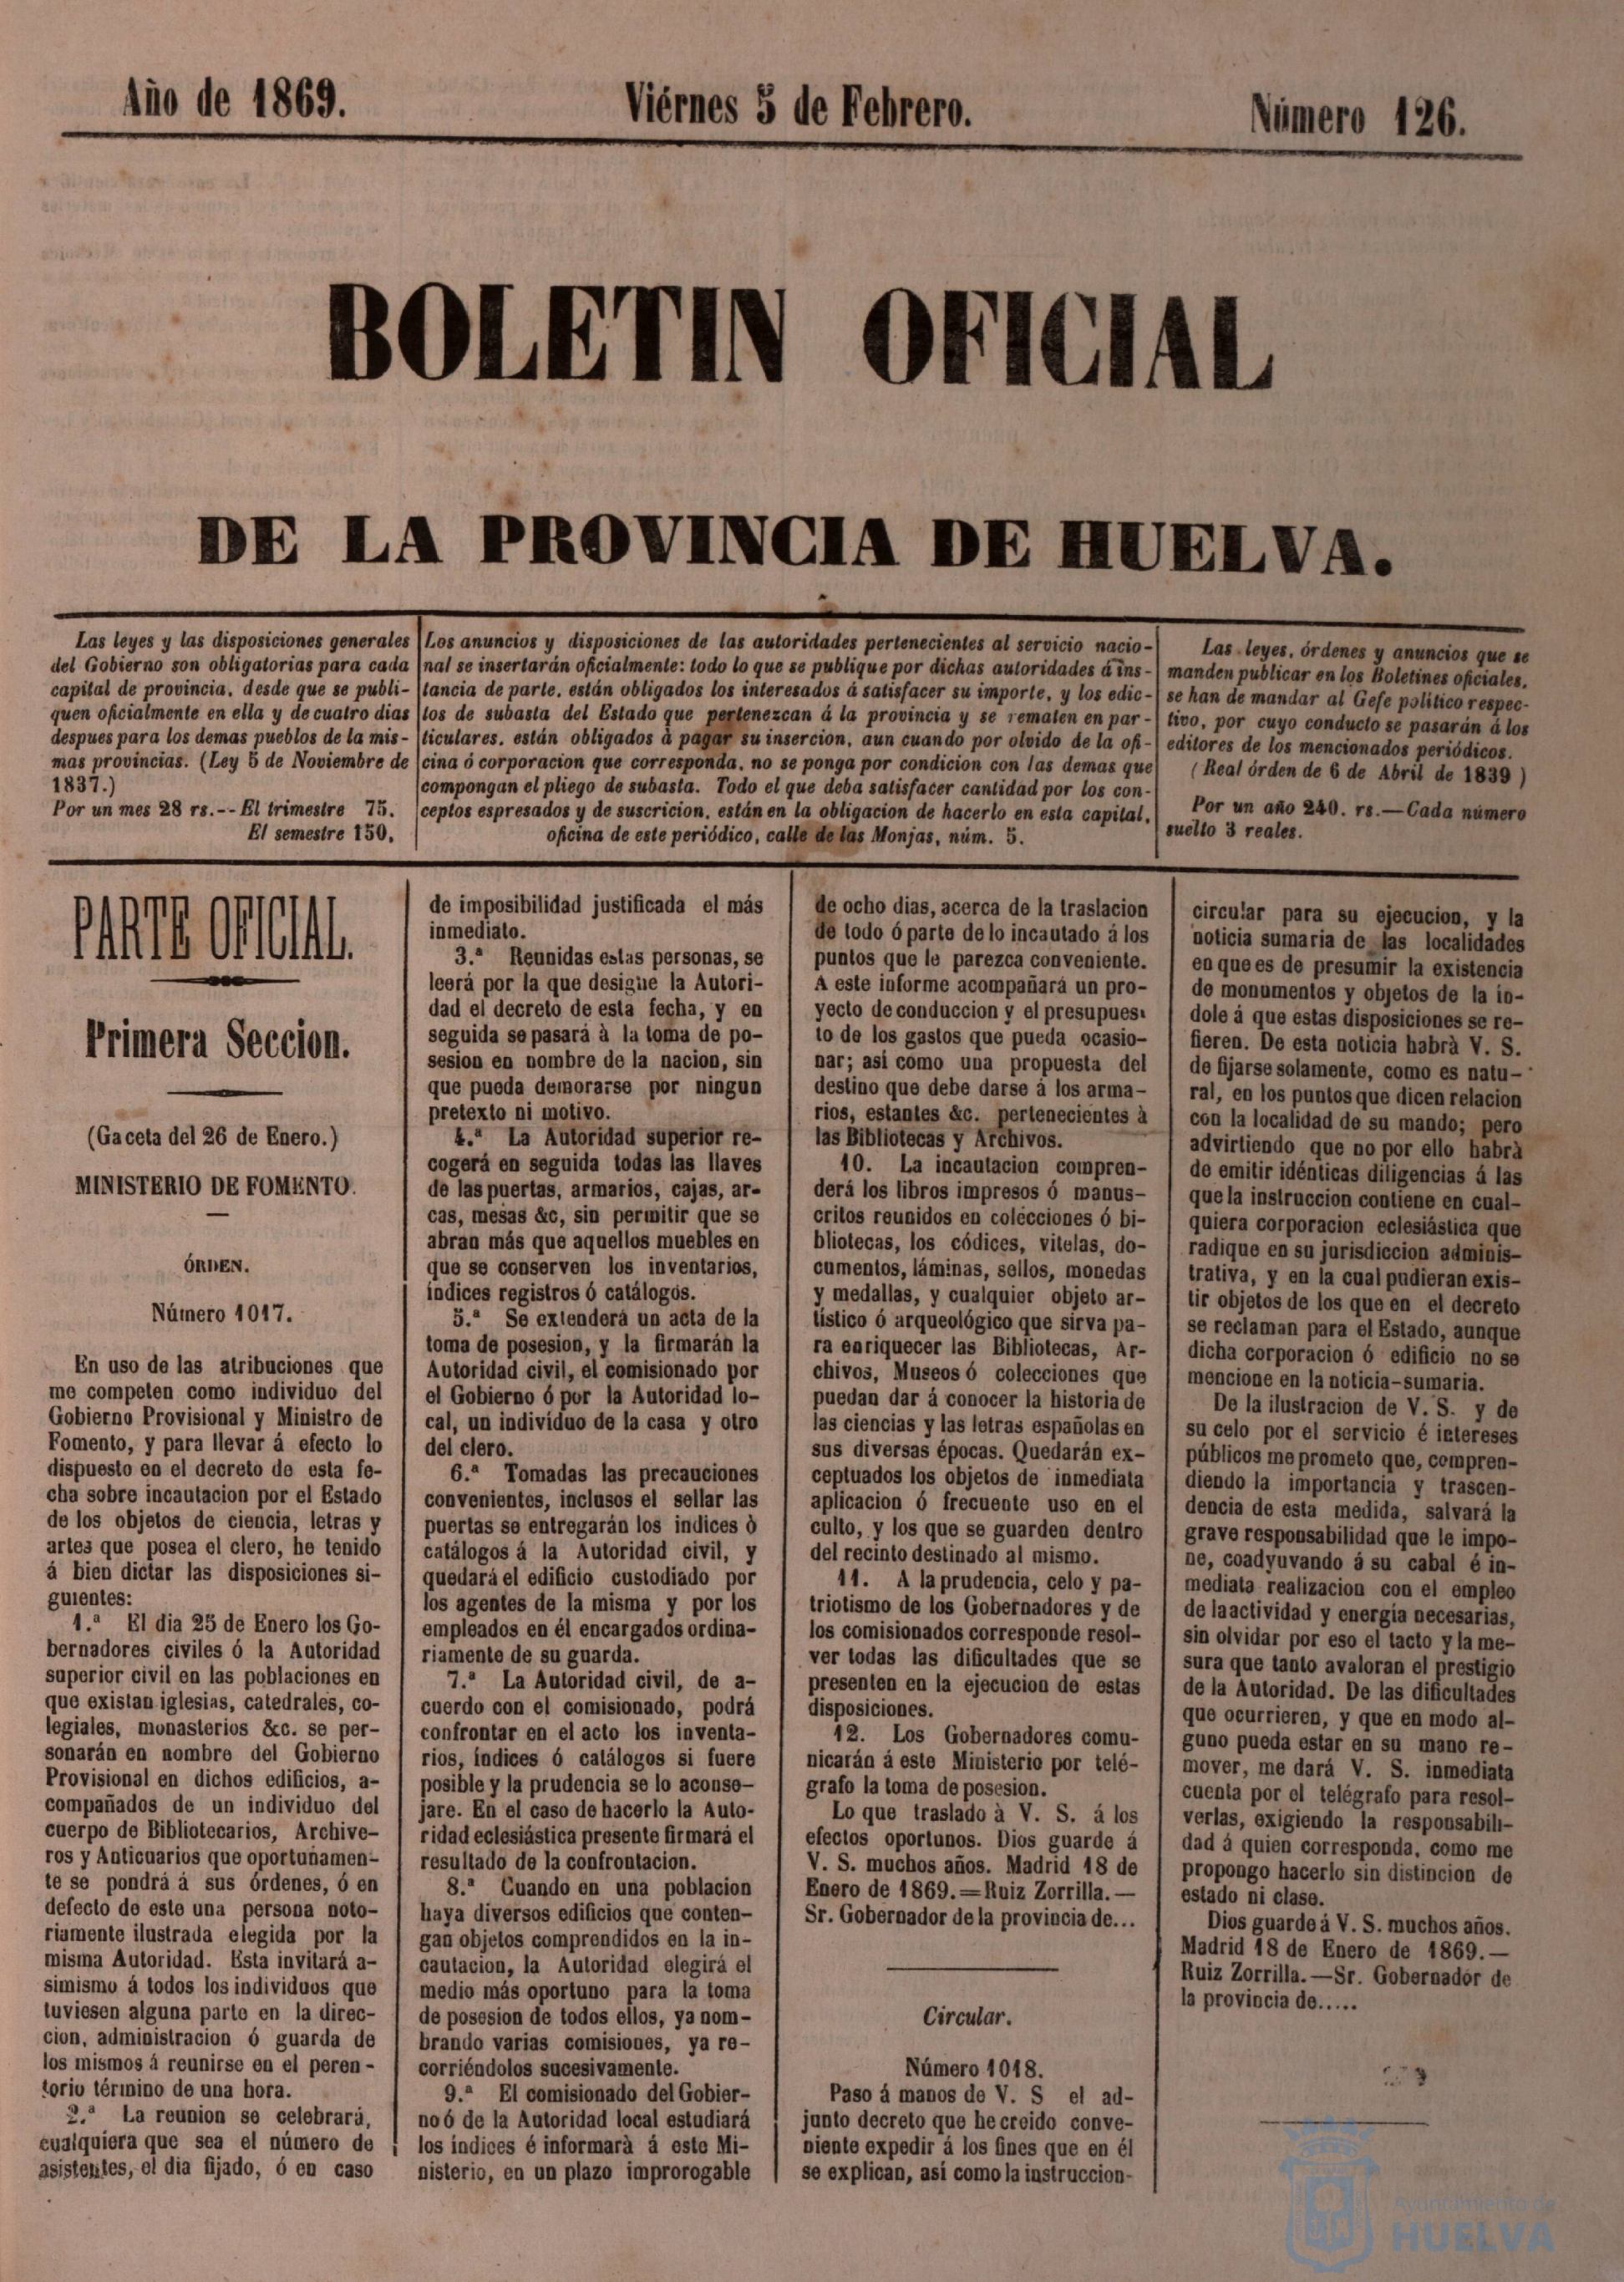 Año de 1869.
Viérnes 5 de Febrero.
Número 126.
BOLETIN OFICIAL
DE LA PROVINCIA DE HUELVA.
Las leyes y las disposiciones generales
del Gobierno son obligatorias para cada
capital de provincia, desde que se publi-
quen oficialmente en ella y de cuatro dias
despues para los demas pueblos de la mis-
mas provincias. (Ley 5 de Noviembre de
1837.)
Por un mes 28 rs.--El trimestre 75.
El semestre 150,
Los anuncios y disposiciones de las autoridades pertenecientes al servicio nacio-
nal se insertarán oficialmente: todo lo que se publique por dichas autoridades á ins-
tancia de parte, están obligados los interesados á satisfacer su importe, y los edic-
tos de subasta del Estado que pertenezcan á la provincia y se rematen en par-
ticulares, están obligados à pagar su insercion, aun cuando por olvido de la ofi-
cina ó corporacion que corresponda, no se ponga por condicion con las demas que
compongan el pliego de subasta. Todo el que deba satisfacer cantidad por los con-
ceptos espresados y de suscricion, están en la obligacion de hacerlo en esta capital,
oficina de este periódico, calle de las Monjas, núm. 5.
Las leyes, órdenes y anuncios que se
manden publicar en los Boletines oficiales,
se han de mandar al Gefe politico respec-
tivo, por cuyo conducto se pasarán á los
editores de los mencionados periódicos.
(Real órden de 6 de Abril de 1839)
Por un año 240. rs.—Cada número
suelto 3 reales.
PARTE OFICIAL.
Primera Seccion.
(Gaceta del 26 de Enero.)
MINISTERIO DE FOMENTO.
ÓRDEN.
Número 1017.
En uso de las atribuciones que
me competen como individuo del
Gobierno Provisional y Ministro de
Fomento, y para llevar á efecto lo
dispuesto en el decreto de esta fe-
cha sobre incautacion por el Estado
de los objetos de ciencia, letras y
artes que posea el clero, he tenido
á bien dictar las disposiciones si-
guientes:
1.ª El dia 25 de Enero los Go-
bernadores civiles ó la Autoridad
superior civil en las poblaciones en
que existan iglesias, catedrales, co-
legiales, monasterios &c. se per-
sonarán en nombre del Gobierno
Provisional en dichos edificios, a-
compañados de un individuo del
cuerpo de Bibliotecarios, Archive-
ros y Anticuarios que oportunamen-
te se pondrá á sus órdenes, ó en
defecto de este una persona noto-
riamente ilustrada elegida por la
misma Autoridad. Esta invitará a-
simismo á todos los individuos que
tuviesen alguna parte en la direc-
cion, administracion ó guarda de
los mismos á reunirse en el peren-
torio término de una hora.
2.ª La reunion se celebrará,
cualquiera que sea el número de
asistentes, el dia fijado, ó en caso
de imposibilidad justificada el más
inmediato.
3.ª Reunidas estas personas, se
leerá por la que designe la Autori-
dad el decreto de esta fecha, y en
seguida se pasará à la toma de po-
sesion en nombre de la nacion, sin
que pueda demorarse por ningun
pretexto ni motivo.
4.ª La Autoridad superior re-
cogerá en seguida todas las llaves
de las puertas, armarios, cajas, ar-
cas, mesas &c, sin permitir que se
abran más que aquellos muebles en
que se conserven los inventarios,
índices registros ó catálogos.
5.ª Se extenderá un acta de la
toma de posesion, y la firmarán la
Autoridad civil, el comisionado por
el Gobierno ó por la Autoridad lo-
cal, un individuo de la casa y otro
del clero.
6.ª Tomadas las precauciones
convenientes, inclusos el sellar las
puertas se entregarán los indices ò
catálogos á la Autoridad civil, y
quedará el edificio custodiado por
los agentes de la misma y por los
empleados en él encargados ordina-
riamente de su guarda.
7.ª La Autoridad civil, de a-
cuerdo con el comisionado, podrá
confrontar en el acto los inventa-
rios, índices ó catálogos si fuere
posible y la prudencia se lo aconse-
jare. En el caso de hacerlo la Auto-
ridad eclesiástica presente firmará el
resultado de la confrontacion.
8.ª Cuando en una poblacion
haya diversos edificios que conten-
gan objetos comprendidos en la in-
cautacion, la Autoridad elegirá el
medio más oportuno para la toma
de posesion de todos ellos, ya nom-
brando varias comisiones, ya re-
corriéndolos sucesivamente.
9.ª El comisionado del Gobier-
no ó de la Autoridad local estudiará
los índices é informarà á este Mi-
nisterio, en un plazo improrogable
de ocho dias, acerca de la traslacion
de todo ó parte de lo incautado á los
puntos que le parezca conveniente.
A este informe acompañará un pro-
yecto de conduccion y el presupues-
to de los gastos que pueda ocasio-
nar; así como una propuesta del
destino que debe darse á los arma-
rios, estantes &c. pertenecientes à
las Bibliotecas y Archivos.
10. La incautacion compren-
derá los libros impresos ó manus-
critos reunidos en colecciones ó bi-
bliotecas, los códices, vitelas, do-
cumentos, láminas, sellos, monedas
y medallas, y cualquier objeto ar-
tístico ó arqueológico que sirva pa-
ra enriquecer las Bibliotecas, Ar-
chivos, Museos ó colecciones que
puedan dar á conocer la historia de
las ciencias y las letras españolas en
sus diversas épocas. Quedarán ex-
ceptuados los objetos de inmediata
aplicacion ó frecuente uso en el
culto, y los que se guarden dentro
del recinto destinado al mismo.
11. A la prudencia, celo y pa-
triotismo de los Gobernadores y de
los comisionados corresponde resol-
ver todas las dificultades que se
presenten en la ejecucion de estas
disposiciones.
12. Los Gobernadores comu-
nicarán á este Ministerio por telé-
grafo la toma de posesion.
Lo que traslado à V. S. á los
efectos oportunos. Dios guarde á
V. S. muchos años. Madrid 18 de
Enero de 1869.=Ruiz Zorrilla.—
Sr. Gobernador de la provincia de...
Circular.
Número 1018.
Paso á manos de V. S el ad-
junto decreto que he creido conve-
niente expedir á los fines que en él
se explican, así como la instruccion-
circular para su ejecucion, y la
noticia sumaria de las localidades
en que es de presumir la existencia
de monumentos y objetos de la ín-
dole á que estas disposiciones se re-
fieren. De esta noticia habrà V. S.
de fijarse solamente, como es natu-
ral, en los puntos que dicen relacion
con la localidad de su mando; pero
advirtiendo que no por ello habrà
de emitir idénticas diligencias á las
que la instruccion contiene en cual-
quiera corporacion eclesiástica que
radique en su jurisdiccion adminis-
trativa, y en la cual pudieran exis-
tir objetos de los que en el decreto
se reclaman para el Estado, aunque
dicha corporacion ó edificio no se
mencione en la noticia-sumaria.
De la ilustracion de V. S. y de
su celo por el servicio é intereses
públicos me prometo que, compren-
diendo la importancia y trascen-
dencia de esta medida, salvará la
grave responsabilidad que le impo-
ne, coadyuvando á su cabal é in-
mediata realizacion con el empleo
de la actividad y energía necesarias,
sin olvidar por eso el tacto y la me-
sura que tanto avaloran el prestigio
de la Autoridad. De las dificultades
que ocurrieren, y que en modo al-
guno pueda estar en su mano re-
mover, me dará V. S. inmediata
cuenta por el telégrafo para resol-
verlas, exigiendo la responsabili-
dad á quien corresponda, como me
propongo hacerlo sin distincion de
estado ni clase.
Dios guarde á V. S. muchos años.
Madrid 18 de Enero de 1869.—
Ruiz Zorrilla.—Sr. Gobernadór de
la provincia de.....
Ayuntamiento de
HUELVA